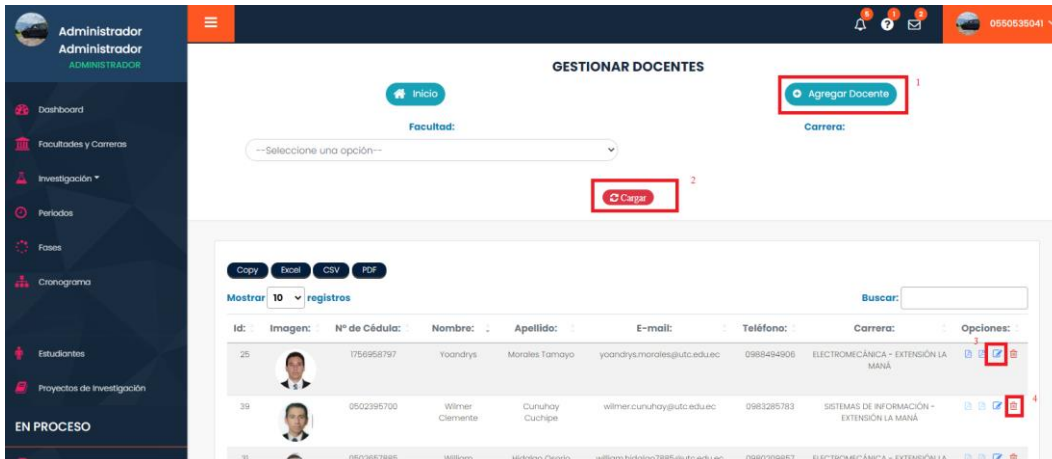 Administrador
Administrador
ADMINISTRADOR
0550535041
Dashboard
Facultades y Carreras
Investigación
Periodos
Fases
Cronograma
Estudiantes
Proyectos de Investigación
EN PROCESO
GESTIONAR DOCENTES
Inicio
Agregar Docente
1
Facultad:
Carrera:
--Seleccione una opción--
2
Cargar
Copy Excel CSV PDF
Mostrar 10 registros
Buscar:
Id: Imagen: Nº de Cédula: Nombre: Apellido: E-mail: Teléfono: Carrera: Opciones:
3
25 1756958797 Yoandrys Morales Tamayo yoandrys.morales@utc.edu.ec 0988494906 ELECTROMECÁNICA - EXTENSIÓN LA
MANÁ
4
39 0502395700 Wilmer Cunuhay wilmer.cunuhay@utc.edu.ec 0983285783 SISTEMAS DE INFORMACIÓN -
Clemente Cuchipe EXTENSIÓN LA MANÁ